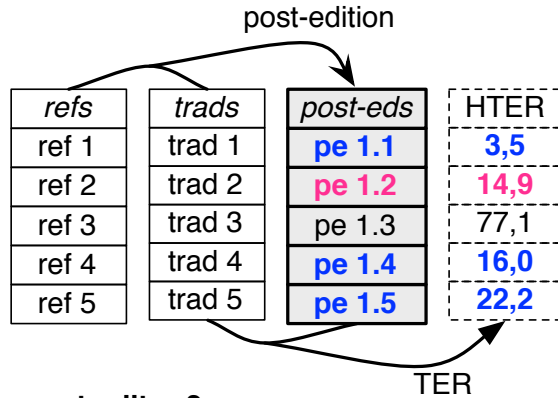 post-edition
refs trads post-eds HTER
ref 1 trad 1 pe 1.1 3,5
ref 2 trad 2 pe 1.2 14,9
ref 3 trad 3 pe 1.3 77,1
ref 4 trad 4 pe 1.4 16,0
ref 5 trad 5 pe 1.5 22,2
TER